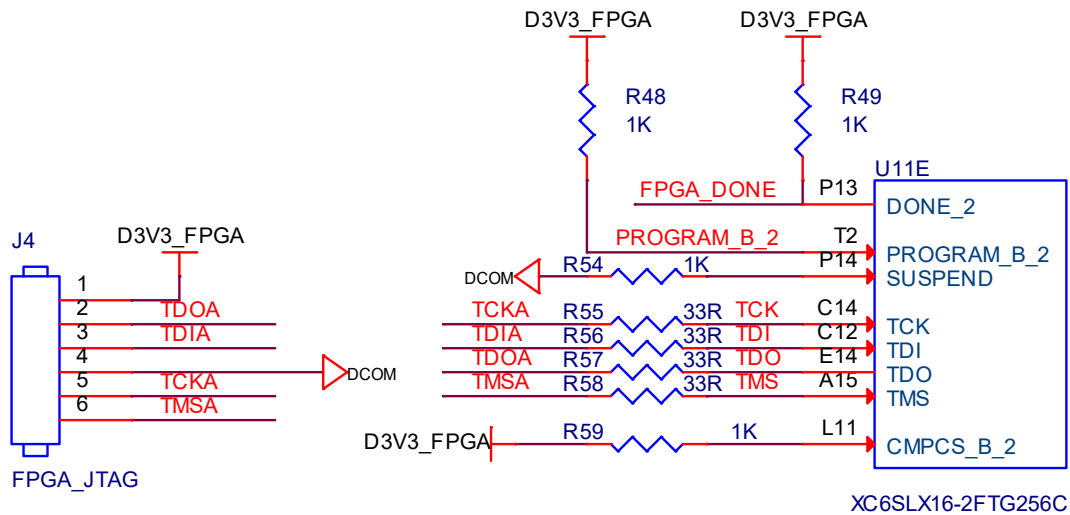 D3V3_FPGA D3V3_FPGA
R48 R49
1K 1K
U11E
FPGA_DONE P13
DONE_2
J4 D3V3_FPGA PROGRAM_B_2 T2
PROGRAM_B_2
DCOM R54 1K P14
SUSPEND
1
2 TDOA
3 TDIA
4 DCOM
5 TCKA
6 TMSA
TCKA R55 33R TCK C14
TCK
TDIA R56 33R TDI C12
TDI
TDOA R57 33R TDO E14
TDO
TMSA R58 33R TMS A15
TMS
D3V3_FPGA R59 1K L11
CMPCS_B_2
FPGA_JTAG
XC6SLX16-2FTG256C